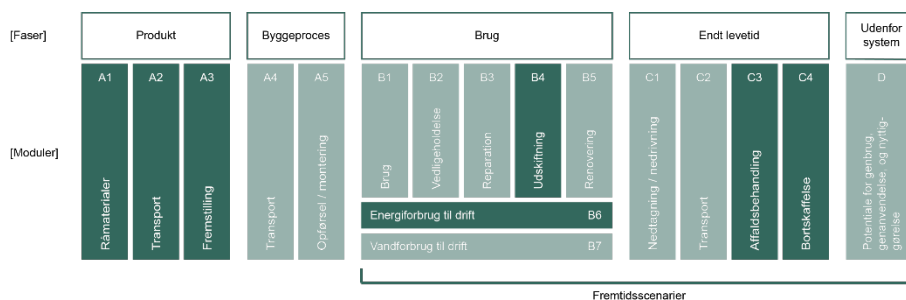 [Faser]
Produkt
Byggeproces
Brug
Endt levetid
Udenfor
system
[Moduler]
A1
Råmaterialer
A2
Transport
A3
Fremstilling
A4
Transport
A5
Opførsel / montering
B1
Brug
B2
Vedligeholdelse
B3
Reparation
B4
Udskiftning
B5
Renovering
Energiforbrug til drift B6
Vandforbrug til drift B7
C1
Nedtagning / nedrivning
C2
Transport
C3
Affaldsbehandling
C4
Bortskaffelse
D
Potentiale for genbrug,
genanvendelse, og nyttig-
gørelse
Fremtidsscenarier